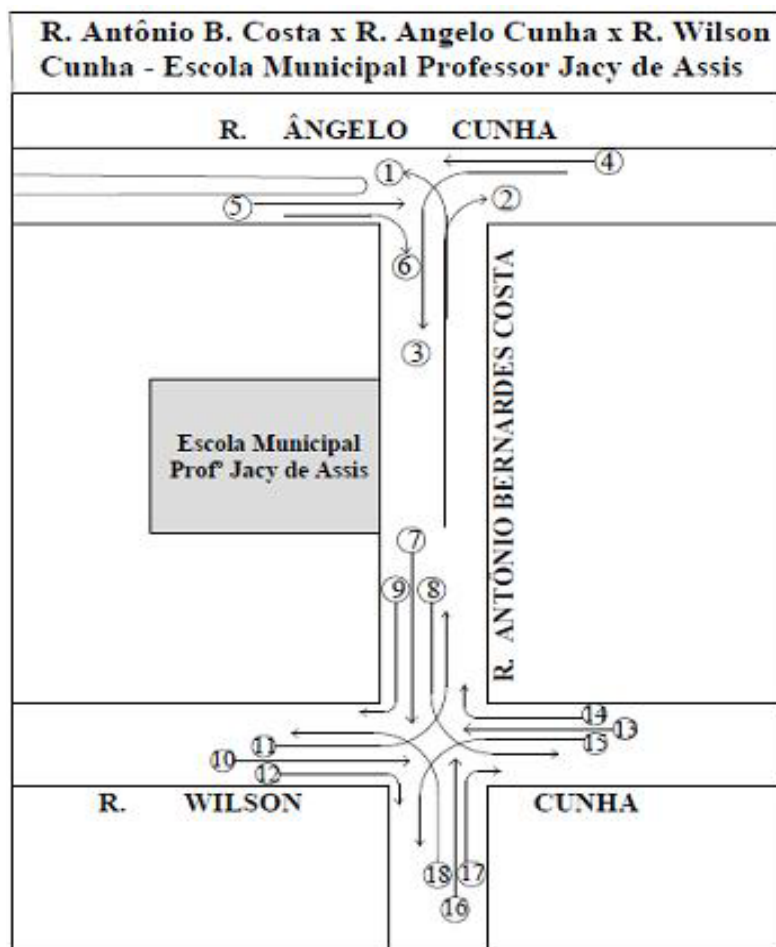 R. Antônio B. Costa x R. Angelo Cunha x R. Wilson
Cunha - Escola Municipal Professor Jacy de Assis
R. ÂNGELO CUNHA
1
4
2
5
6
3
R. ANTÔNIO BERNARDES COSTA
Escola Municipal
Profº Jacy de Assis
7
9
8
14
13
11
15
10
12
R. WILSON CUNHA
18
17
16